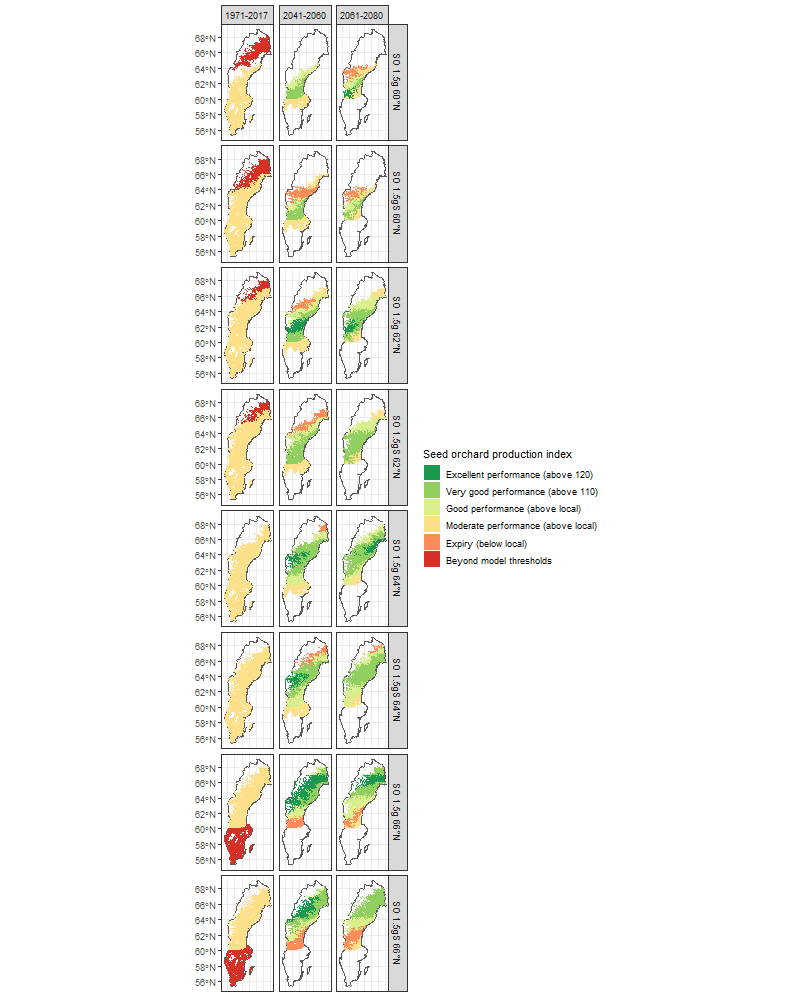 1971-2017 2041-2060 2061-2080
68°N
66°N
64°N
62°N
60°N
58°N
56°N
SO 1.5g 60°N
68°N
66°N
64°N
62°N
60°N
58°N
56°N
SO 1.5gS 60°N
68°N
66°N
64°N
62°N
60°N
58°N
56°N
SO 1.5g 62°N
68°N
66°N
64°N
62°N
60°N
58°N
56°N
SO 1.5gS 62°N
Seed orchard production index
Excellent performance (above 120)
Very good performance (above 110)
Good performance (above local)
Moderate performance (above local)
Expiry (below local)
Beyond model thresholds
68°N
66°N
64°N
62°N
60°N
58°N
56°N
SO 1.5g 64°N
68°N
66°N
64°N
62°N
60°N
58°N
56°N
SO 1.5gS 64°N
68°N
66°N
64°N
62°N
60°N
58°N
56°N
SO 1.5g 66°N
68°N
66°N
64°N
62°N
60°N
58°N
56°N
SO 1.5gS 66°N